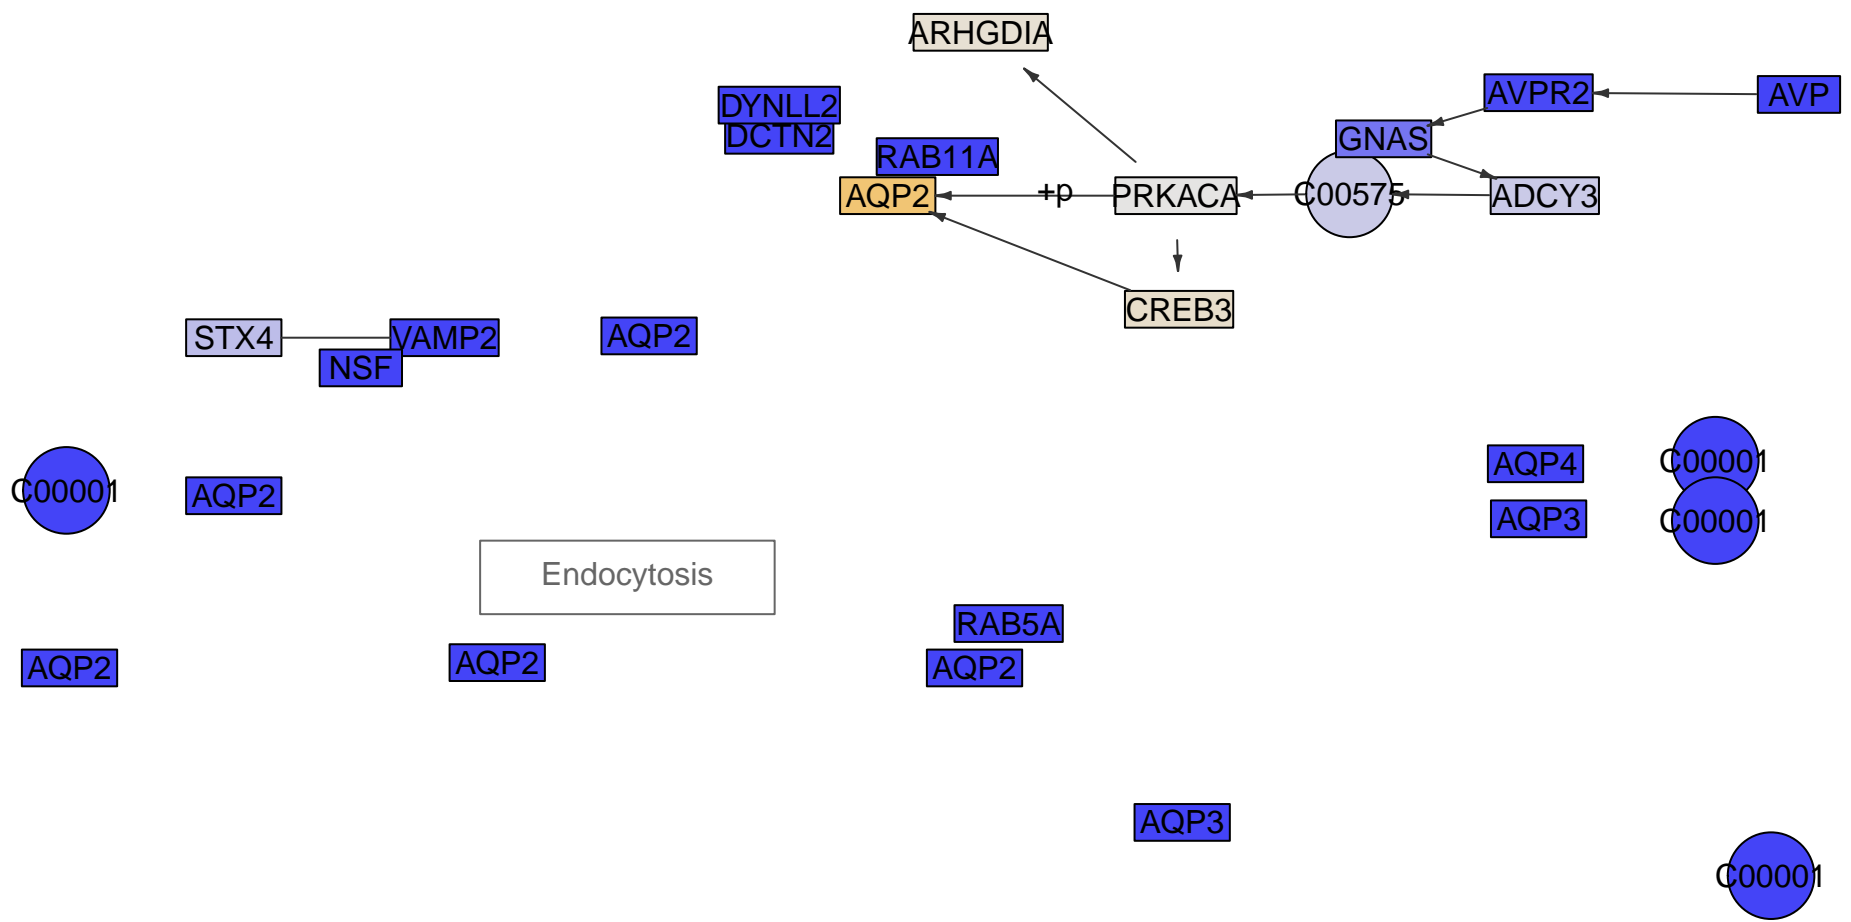 ARHGDIA
DYNLL2
AVPR2
AVP
DCTN2
GNAS
RAB11A
AQP2
+p
PRKACA
C00575
ADCY3
CREB3
STX4
VAMP2
AQP2
NSF
C00001
AQP2
AQP4
C00001
AQP3
C00001
Endocytosis
RAB5A
AQP2
AQP2
AQP2
AQP3
C00001